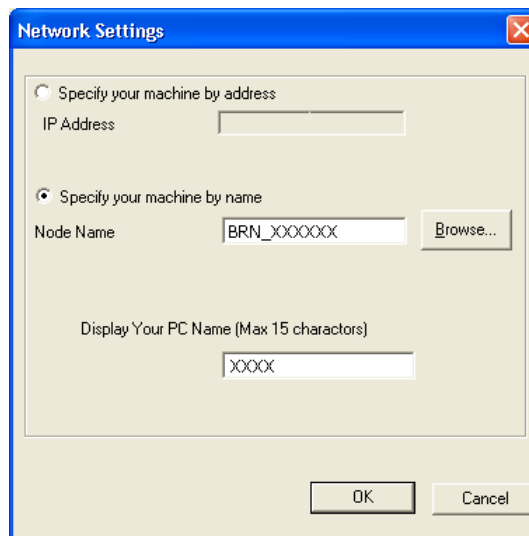 Network Settings
Specify your machine by address
IP Address
Specify your machine by name
Node Name BRN_XXXXXX Browse...
Display Your PC Name (Max 15 charactors)
XXXX
OK Cancel